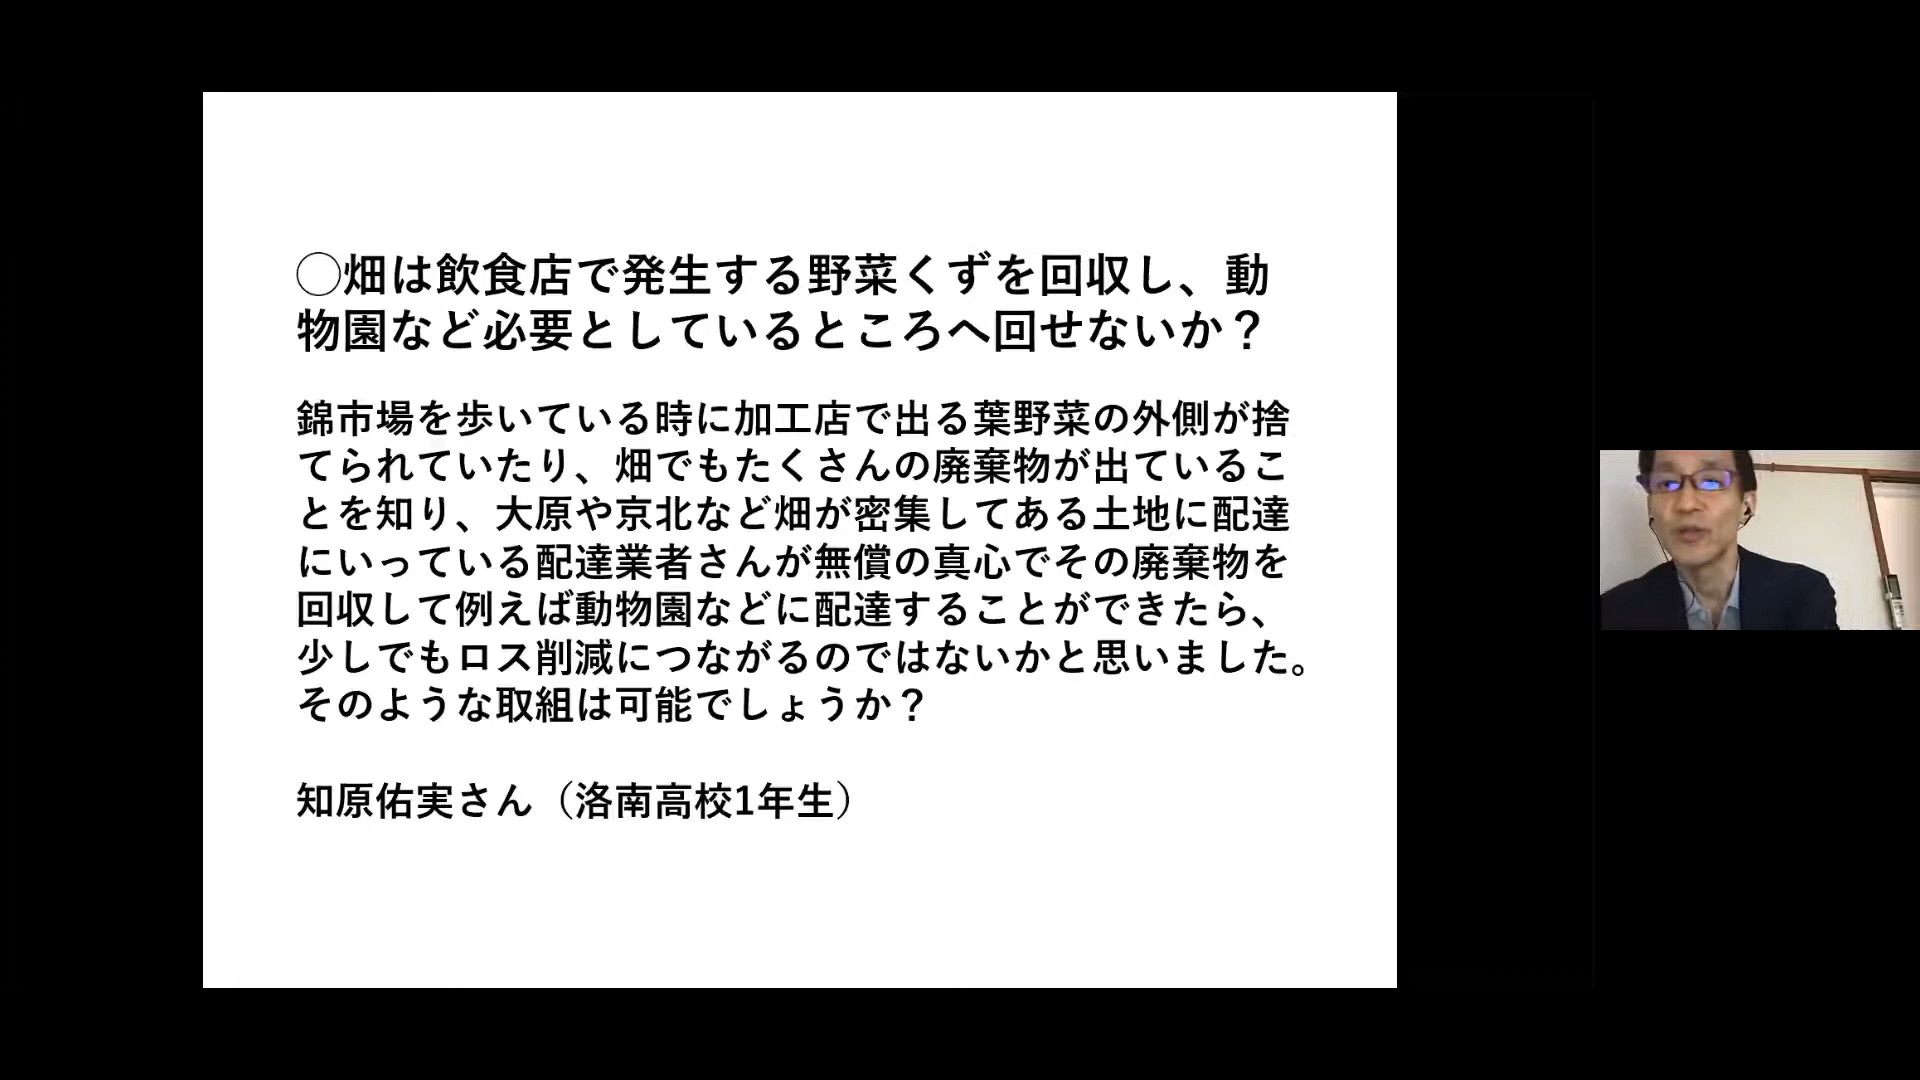 ◯畑は飲食店で発生する野菜くずを回収し、動
物園など必要としているところへ回せないか？
錦市場を歩いている時に加工店で出る葉野菜の外側が捨
てられていたり、畑でもたくさんの廃棄物が出ているこ
とを知り、大原や京北など畑が密集してある土地に配達
にいっている配達業者さんが無償の真心でその廃棄物を
回収して例えば動物園などに配達することができたら、
少しでもロス削減につながるのではないかと思いました。
そのような取組は可能でしょうか？
知原佑実さん（洛南高校1年生）